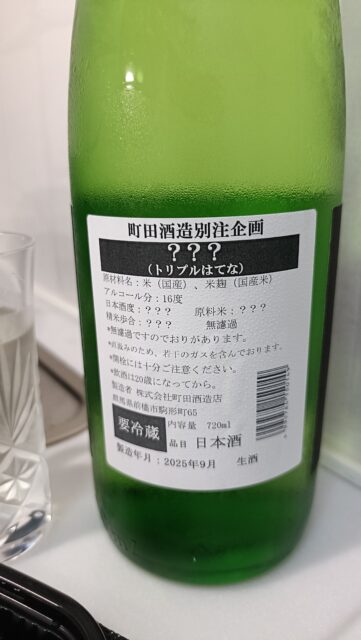 町田酒造別注企画
???
(トリプルはてな)
原材料名:米(国産)、米麹(国産米)
アルコール分:16度
日本酒度:??? 原料米:???
精米歩合:??? 無濾過
*無濾過ですのでおりがあります。
*直汲みのため、若干のガスを含んでおります。
*開栓には十分ご注意ください。
*飲酒は20歳になってから。
製造者 株式会社町田酒造店
群馬県前橋市駒形町65
要冷蔵 内容量 720ml
品目 日本酒
製造年月:2025年9月 生酒